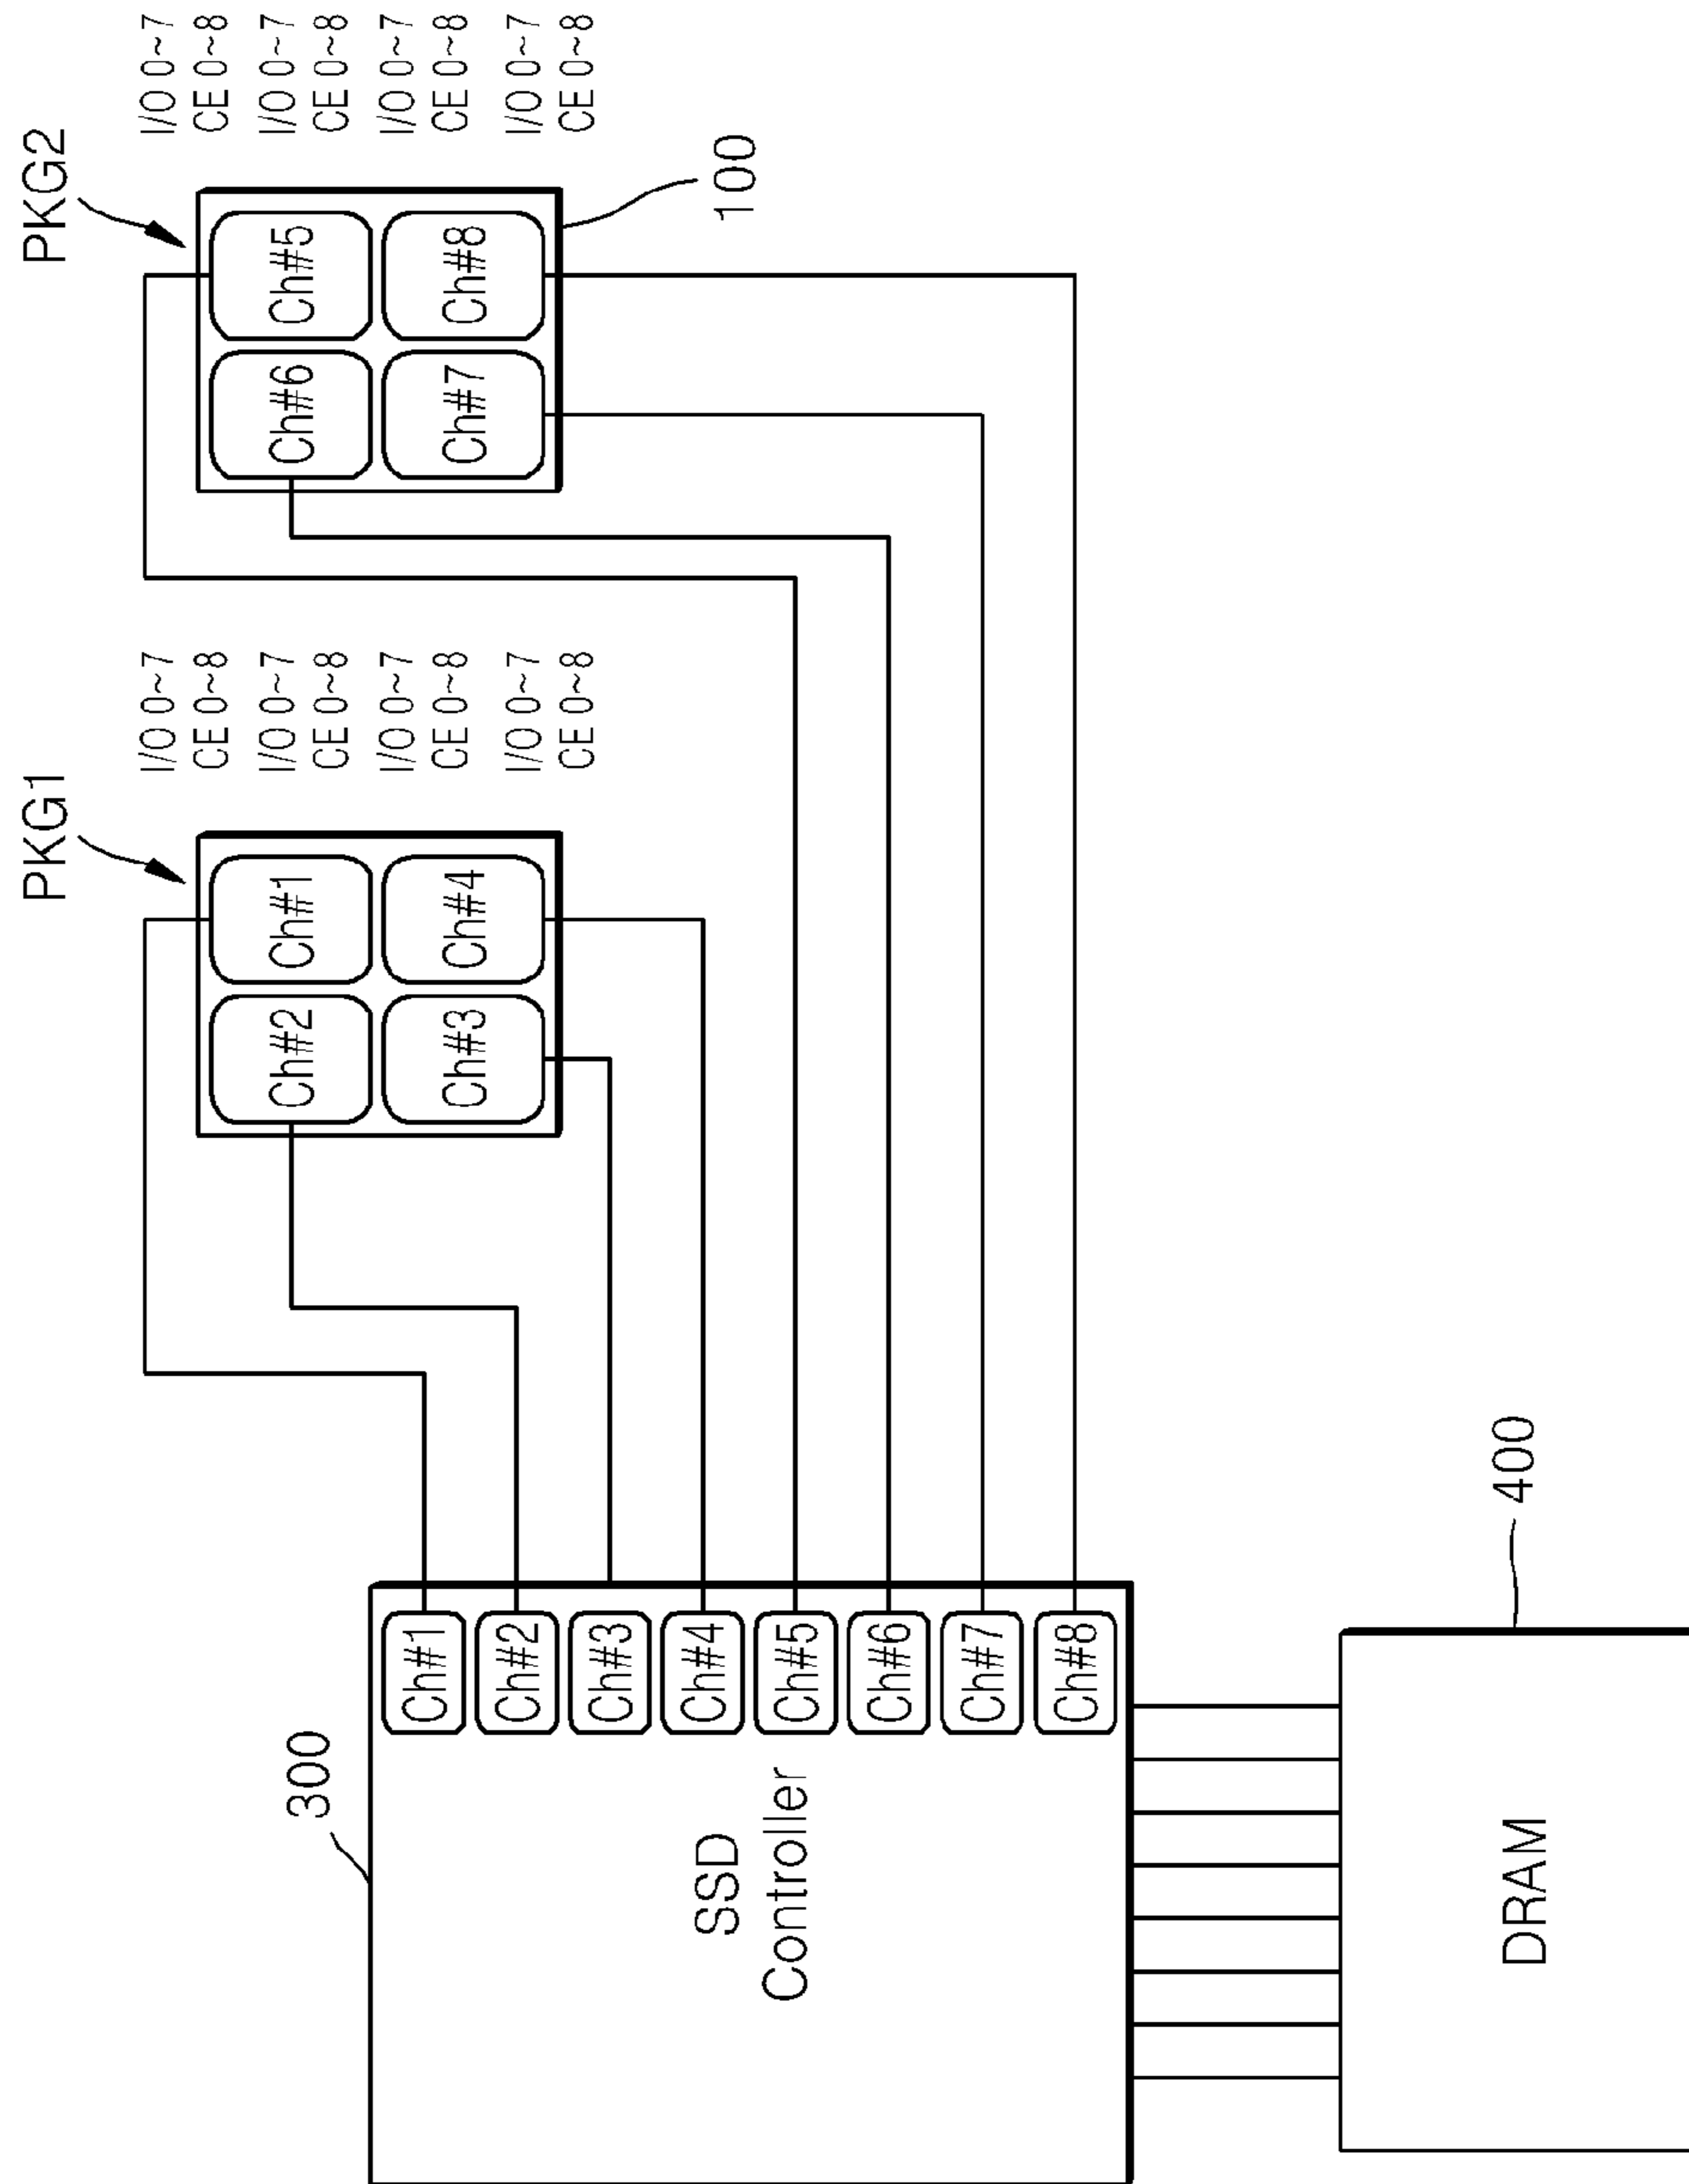 PKG1
I/O 0~7
CE 0~8
I/O 0~7
CE 0~8
I/O 0~7
CE 0~8
I/O 0~7
CE 0~8
Ch#2 Ch#1
Ch#3 Ch#4
PKG2
I/O 0~7
CE 0~8
I/O 0~7
CE 0~8
I/O 0~7
CE 0~8
I/O 0~7
CE 0~8
Ch#6 Ch#5
Ch#7 Ch#8
100
300
SSD
Controller
Ch#1
Ch#2
Ch#3
Ch#4
Ch#5
Ch#6
Ch#7
Ch#8
400
DRAM